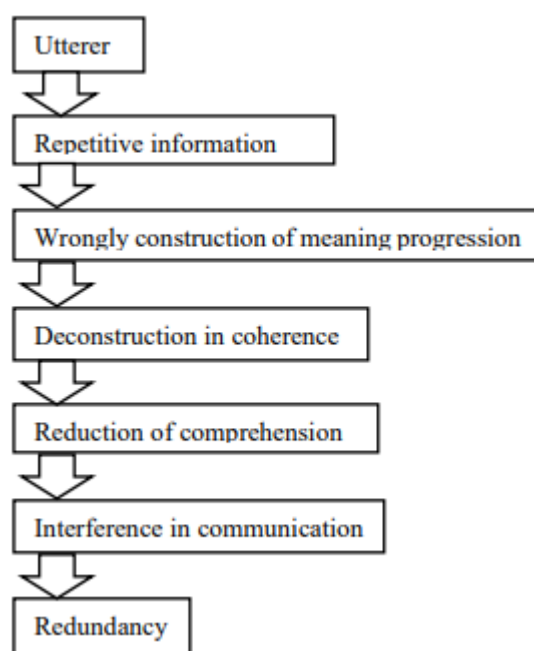 Utterer
Repetitive information
Wrongly construction of meaning progression
Deconstruction in coherence
Reduction of comprehension
Interference in communication
Redundancy